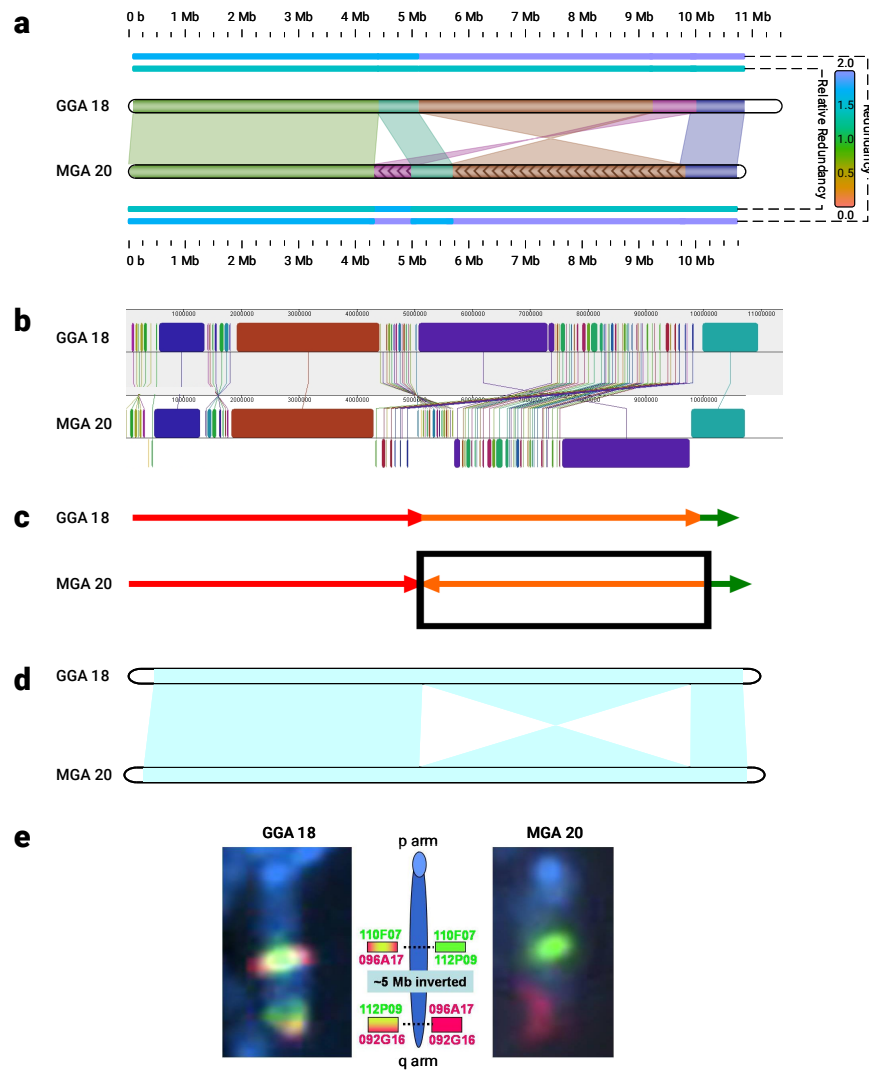 a
0 b 1 Mb 2 Mb 3 Mb 4 Mb 5 Mb 6 Mb 7 Mb 8 Mb 9 Mb 10 Mb 11 Mb
GGA 18
MGA 20
Relative Redundancy
2.0
1.5
1.0
0.5
0.0
0 b 1 Mb 2 Mb 3 Mb 4 Mb 5 Mb 6 Mb 7 Mb 8 Mb 9 Mb 10 Mb
b
1000000 2000000 3000000 4000000 5000000 6000000 7000000 8000000 9000000 10000000 11000000
GGA 18
1000000 2000000 3000000 4000000 5000000 6000000 7000000 8000000 9000000 10000000
MGA 20
c
GGA 18
MGA 20
d
GGA 18
MGA 20
e
GGA 18
p arm
MGA 20
110F07 110F07
096A17 112P09
~5 Mb inverted
112P09 096A17
092G16 092G16
q arm